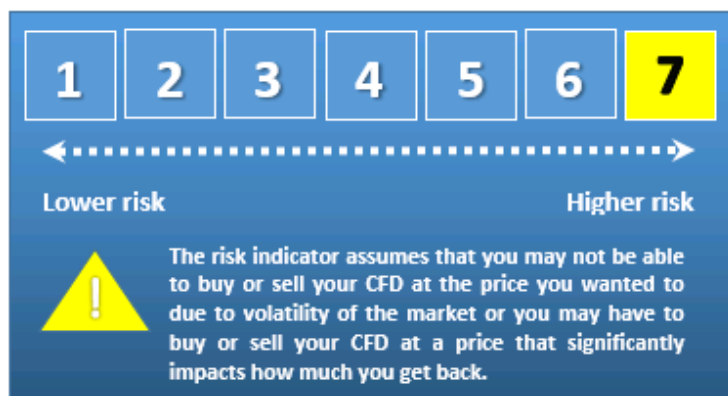 1 2 3 4 5 6 7
Lower risk Higher risk
!
The risk indicator assumes that you may not be able
to buy or sell your CFD at the price you wanted to
due to volatility of the market or you may have to
buy or sell your CFD at a price that significantly
impacts how much you get back.